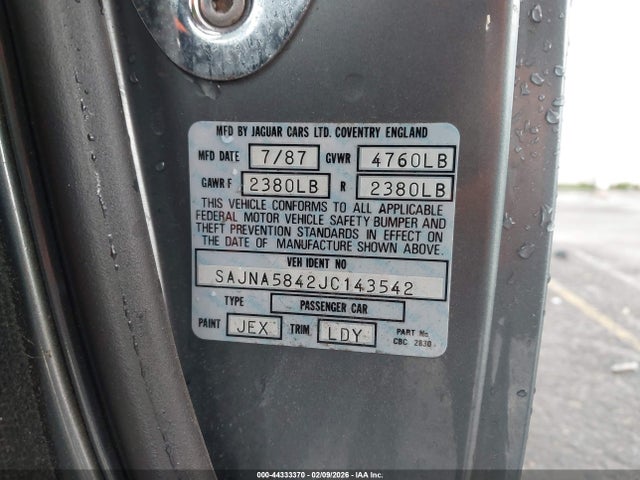 MFD BY JAGUAR CARS LTD. COVENTRY ENGLAND
MFD DATE 7/87 GVWR 4760LB
GAWR F 2380LB R 2380LB
THIS VEHICLE CONFORMS TO ALL APPLICABLE
FEDERAL MOTOR VEHICLE SAFETY BUMPER AND
THEFT PREVENTION STANDARDS IN EFFECT ON
THE DATE OF MANUFACTURE SHOWN ABOVE.
VEH IDENT NO
SAJNA5842JC143542
TYPE PASSENGER CAR
PAINT JEX TRIM LDY PART No
CBC 2830
000-44333370 - 02/09/2026 - IAA Inc.